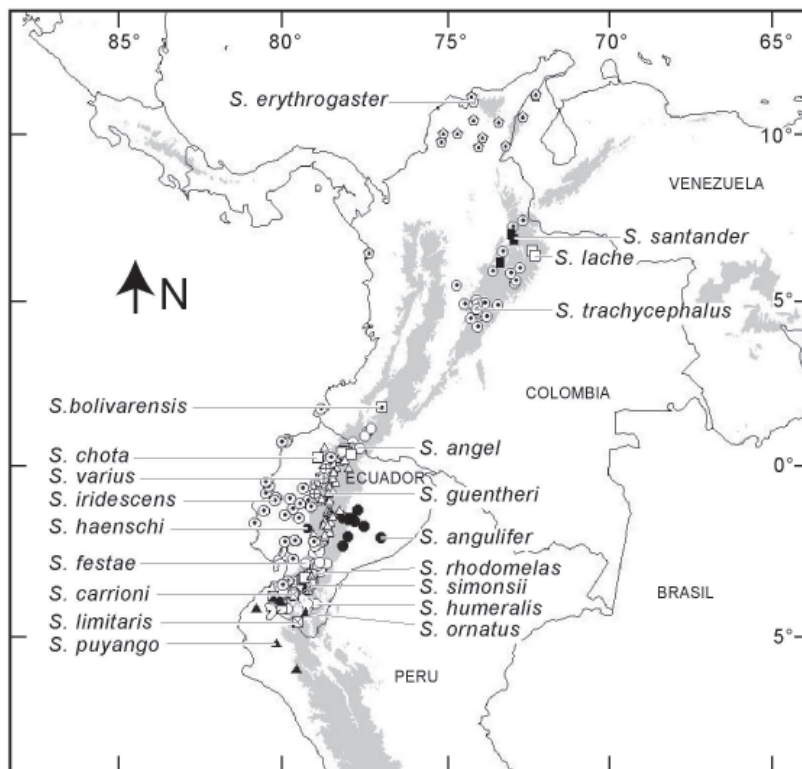 85° 80° 75° 70° 65°
S. erythrogaster
10°
VENEZUELA
S. santander
S. lache
N
5°
S. trachycephalus
COLOMBIA
S.bolivarensis
S. chota
S. angel
0°
S. varius
ECUADOR
S. iridescens
S. guentheri
S. haenschi
S. angulifer
S. festae
S. rhodomelas
S. carrioni
S. simonsii
BRASIL
S. humeralis
S. limitaris
S. ornatus
S. puyango
5°
PERU